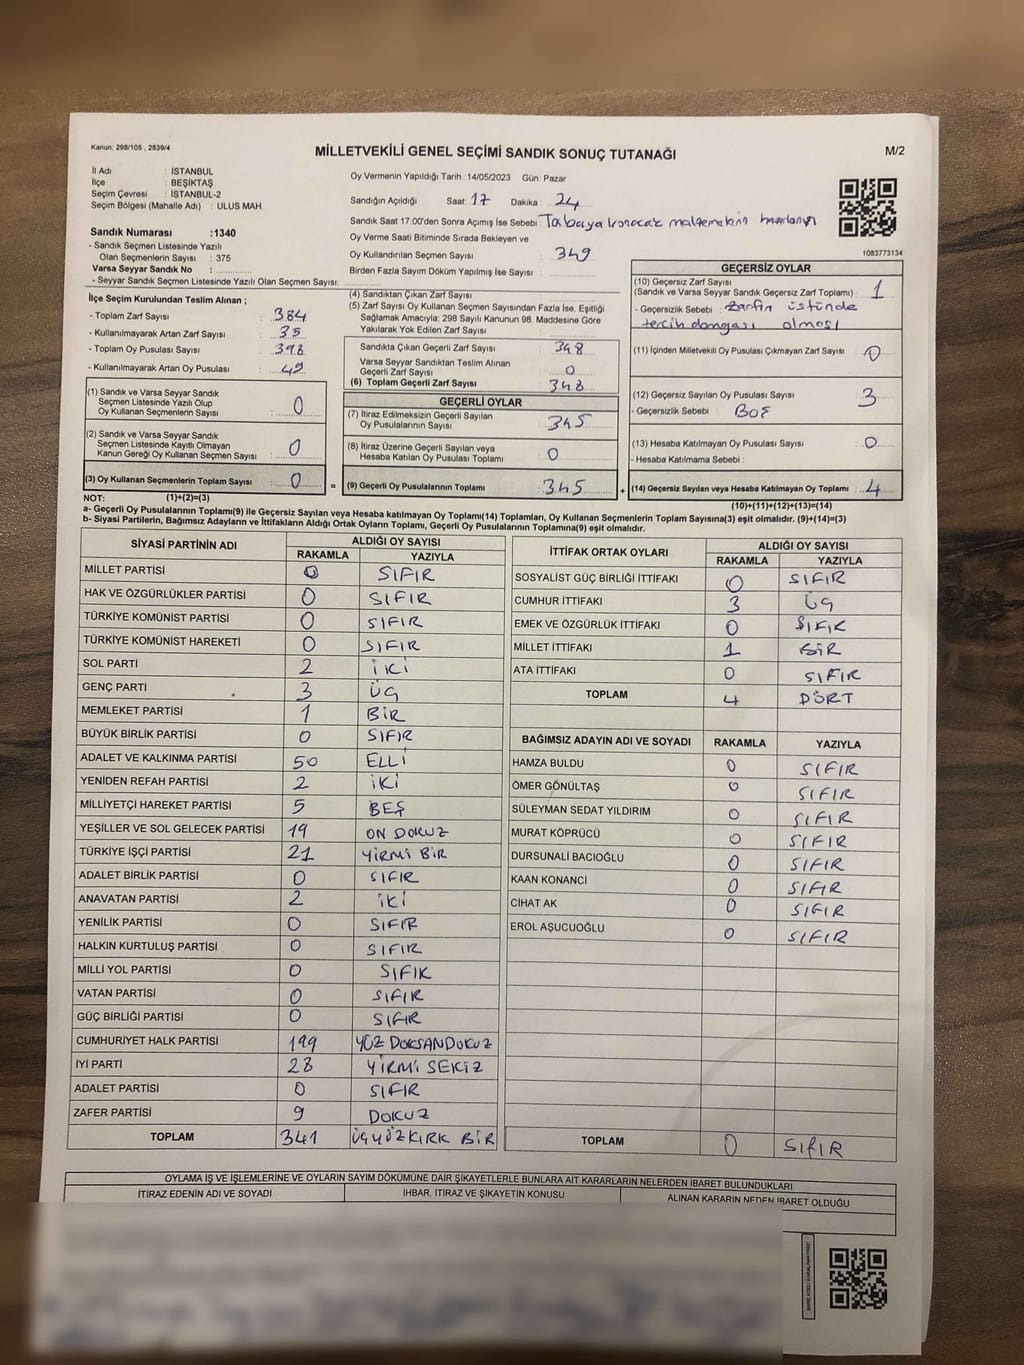 Kanun: 298/105 , 2839/4
MİLLETVEKİLİ GENEL SEÇİMİ SANDIK SONUÇ TUTANAĞI
M/2
İl Adı : İSTANBUL
İlçe : BEŞİKTAŞ
Seçim Çevresi : İSTANBUL-2
Seçim Bölgesi (Mahalle Adı) : ULUS MAH.
Sandık Numarası :1340
- Sandık Seçmen Listesinde Yazılı
Olan Seçmenlerin Sayısı : 375
Varsa Seyyar Sandık No :
- Seyyar Sandık Seçmen Listesinde Yazılı Olan Seçmen Sayısı:
Oy Vermenin Yapıldığı Tarih :14/05/2023 Gün: Pazar
Sandığın Açıldığı Saat: 17 Dakika: 24
Sandık Saat 17.00'den Sonra Açımış İse Sebebi:
Oy Verme Saati Bitiminde Sırada Bekleyen ve
Oy Kullandırılan Seçmen Sayısı 349
Birden Fazla Sayım Döküm Yapılmış İse Sayısı :
1083773134
İlçe Seçim Kurulundan Teslim Alınan ;
- Toplam Zarf Sayısı : 384
- Kullanılmayarak Artan Zarf Sayısı : 35
- Toplam Oy Pusulası Sayısı : 398
- Kullanılmayarak Artan Oy Pusulası : 49
(1) Sandık ve Varsa Seyyar Sandık
Seçmen Listesinde Yazılı Olup
Oy Kullanan Seçmenlerin Sayısı : 0
(2) Sandık ve Varsa Seyyar Sandık
Seçmen Listesinde Kayıtlı Olmayan
Kanun Gereği Oy Kullanan Seçmen Sayısı : 0
(3) Oy Kullanan Seçmenlerin Toplam Sayısı : 0
(4) Sandıktan Çıkan Zarf Sayısı
(5) Zarf Sayısı Oy Kullanan Seçmen Sayısından Fazla İse, Eşitliği
Sağlamak Amacıyla; 298 Sayılı Kanunun 98. Maddesine Göre
Yakılarak Yok Edilen Zarf Sayısı
Sandıkta Çıkan Geçerli Zarf Sayısı 348
Varsa Seyyar Sandıktan Teslim Alınan
Geçerli Zarf Sayısı 0
(6) Toplam Geçerli Zarf Sayısı 348
GEÇERLİ OYLAR
(7) İtiraz Edilmeksizin Geçerli Sayılan
Oy Pusulalarının Sayısı 345
(8) İtiraz Üzerine Geçerli Sayılan veya
Hesaba Katılan Oy Pusulası Toplamı 0
= (9) Geçerli Oy Pusulalarının Toplamı 345
GEÇERSİZ OYLAR
(10) Geçersiz Zarf Sayısı
(Sandık ve Varsa Seyyar Sandık Geçersiz Zarf Toplamı) : 1
- Geçersizlik Sebebi : zarfın üstünde
tercih damgası olması
(11) İçinden Milletvekili Oy Pusulası Çıkmayan Zarf Sayısı : 0
(12) Geçersiz Sayılan Oy Pusulası Sayısı : 3
- Geçersizlik Sebebi : BOŞ
(13) Hesaba Katılmayan Oy Pusulası Sayısı : 0
- Hesaba Katılmama Sebebi :
+ (14) Geçersiz Sayılan veya Hesaba Katılmayan Oy Toplamı : 4
NOT: (1)+(2)=(3)
(10)+(11)+(12)+(13)=(14)
a- Geçerli Oy Pusulalarının Toplamı(9) ile Geçersiz Sayılan veya Hesaba katılmayan Oy Toplamı(14) Toplamları, Oy Kullanan Seçmenlerin Toplam Sayısına(3) eşit olmalıdır. (9)+(14)=(3)
b- Siyasi Partilerin, Bağımsız Adayların ve İttifakların Aldığı Ortak Oyların Toplamı, Geçerli Oy Pusulalarının Toplamına(9) eşit olmalıdır.
SİYASİ PARTİNİN ADI ALDIĞI OY SAYISI
RAKAMLA YAZIYLA
MİLLET PARTİSİ 0 SIFIR
HAK VE ÖZGÜRLÜKLER PARTİSİ 0 SIFIR
TÜRKİYE KOMÜNİST PARTİSİ 0 SIFIR
TÜRKİYE KOMÜNİST HAREKETİ 0 SIFIR
SOL PARTİ 2 İKİ
GENÇ PARTİ 3 ÜÇ
MEMLEKET PARTİSİ 1 BİR
BÜYÜK BİRLİK PARTİSİ 0 SIFIR
ADALET VE KALKINMA PARTİSİ 50 ELLİ
YENİDEN REFAH PARTİSİ 2 İKİ
MİLLİYETÇİ HAREKET PARTİSİ 5 BEŞ
YEŞİLLER VE SOL GELECEK PARTİSİ 19 ON DOKUZ
TÜRKİYE İŞÇİ PARTİSİ 21 YİRMİ BİR
ADALET BİRLİK PARTİSİ 0 SIFIR
ANAVATAN PARTİSİ 2 İKİ
YENİLİK PARTİSİ 0 SIFIR
HALKIN KURTULUŞ PARTİSİ 0 SIFIR
MİLLİ YOL PARTİSİ 0 SIFIR
VATAN PARTİSİ 0 SIFIR
GÜÇ BİRLİĞİ PARTİSİ 0 SIFIR
CUMHURİYET HALK PARTİSİ 199 YÜZ DOKSANDOKUZ
İYİ PARTİ 28 YİRMİ SEKİZ
ADALET PARTİSİ 0 SIFIR
ZAFER PARTİSİ 9 DOKUZ
TOPLAM 341 ÜÇYÜZKIRK BİR
İTTİFAK ORTAK OYLARI ALDIĞI OY SAYISI
RAKAMLA YAZIYLA
SOSYALİST GÜÇ BİRLİĞİ İTTİFAKI 0 SIFIR
CUMHUR İTTİFAKI 3 ÜÇ
EMEK VE ÖZGÜRLÜK İTTİFAKI 0 SIFIR
MİLLET İTTİFAKI 1 BİR
ATA İTTİFAKI 0 SIFIR
TOPLAM 4 DÖRT
BAĞIMSIZ ADAYIN ADI VE SOYADI RAKAMLA YAZIYLA
HAMZA BULDU 0 SIFIR
ÖMER GÖNÜLTAŞ 0 SIFIR
SÜLEYMAN SEDAT YILDIRIM 0 SIFIR
MURAT KÖPRÜCÜ 0 SIFIR
DURSUNALİ BACIOĞLU 0 SIFIR
KAAN KONANCİ 0 SIFIR
CİHAT AK 0 SIFIR
EROL AŞUCUOĞLU 0 SIFIR
TOPLAM 0 SIFIR
OYLAMA İŞ VE İŞLEMLERİNE VE OYLARIN SAYIM DÖKÜMÜNE DAİR ŞİKAYETLERLE BUNLARA AİT KARARLARIN NELERDEN İBARET BULUNDUKLARI
İTİRAZ EDENİN ADI VE SOYADI İHBAR, İTİRAZ VE ŞİKAYETİN KONUSU ALINAN KARARIN NEDEN İBARET OLDUĞU